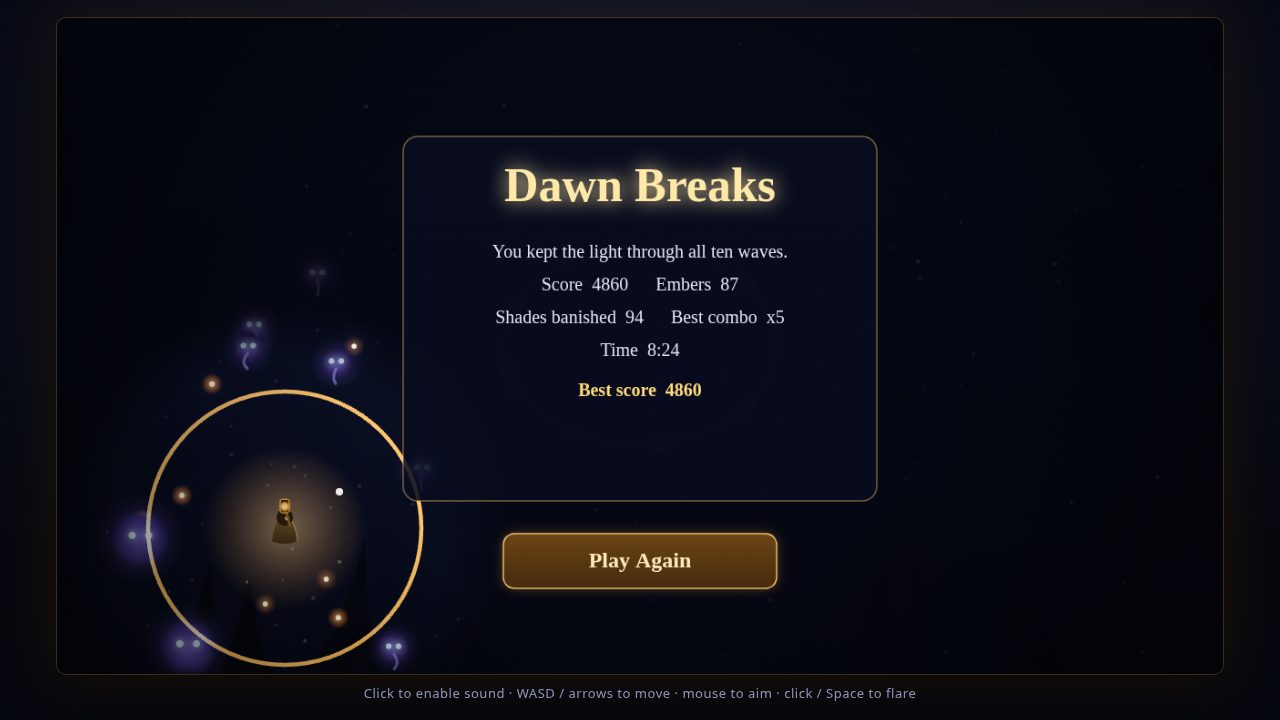 Dawn Breaks
You kept the light through all ten waves.
Score 4860 Embers 87
Shades banished 94 Best combo x5
Time 8:24
Best score 4860
Play Again
Click to enable sound · WASD / arrows to move · mouse to aim · click / Space to flare